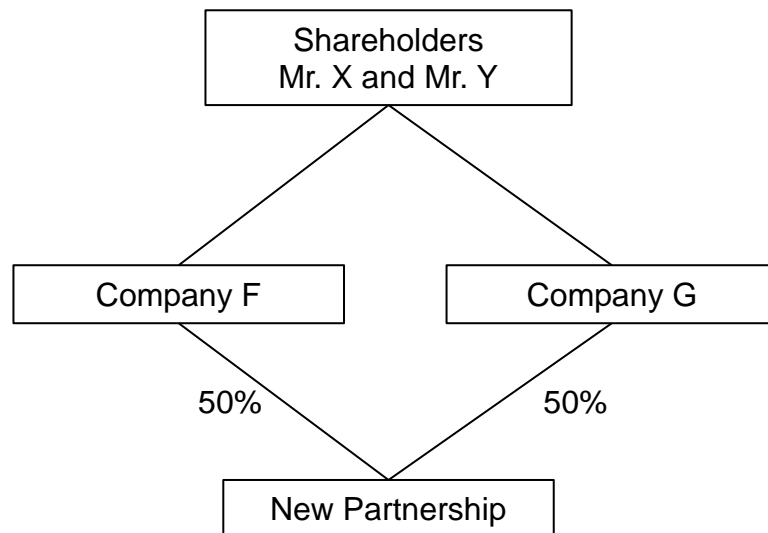 Shareholders
Mr. X and Mr. Y
Company F
Company G
50%
50%
New Partnership